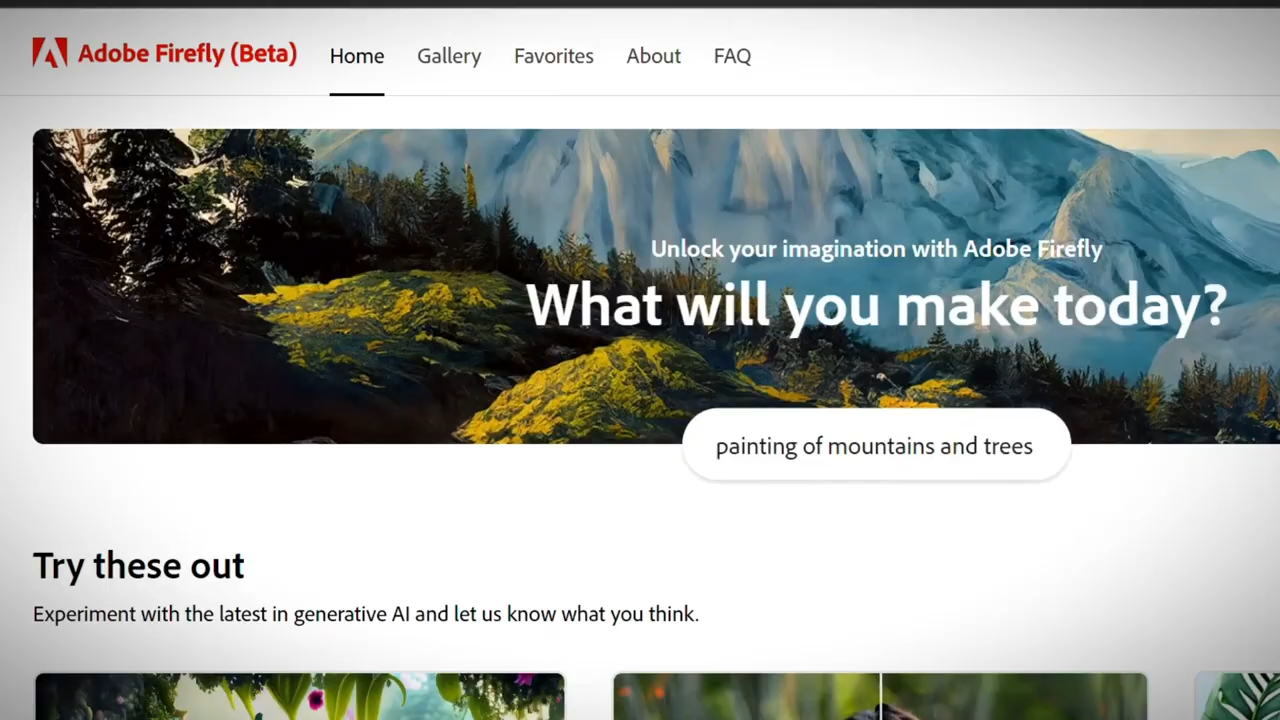 Adobe Firefly (Beta)
Home
Gallery
Favorites
About
FAQ
Unlock your imagination with Adobe Firefly
What will you make today?
painting of mountains and trees
Try these out
Experiment with the latest in generative AI and let us know what you think.